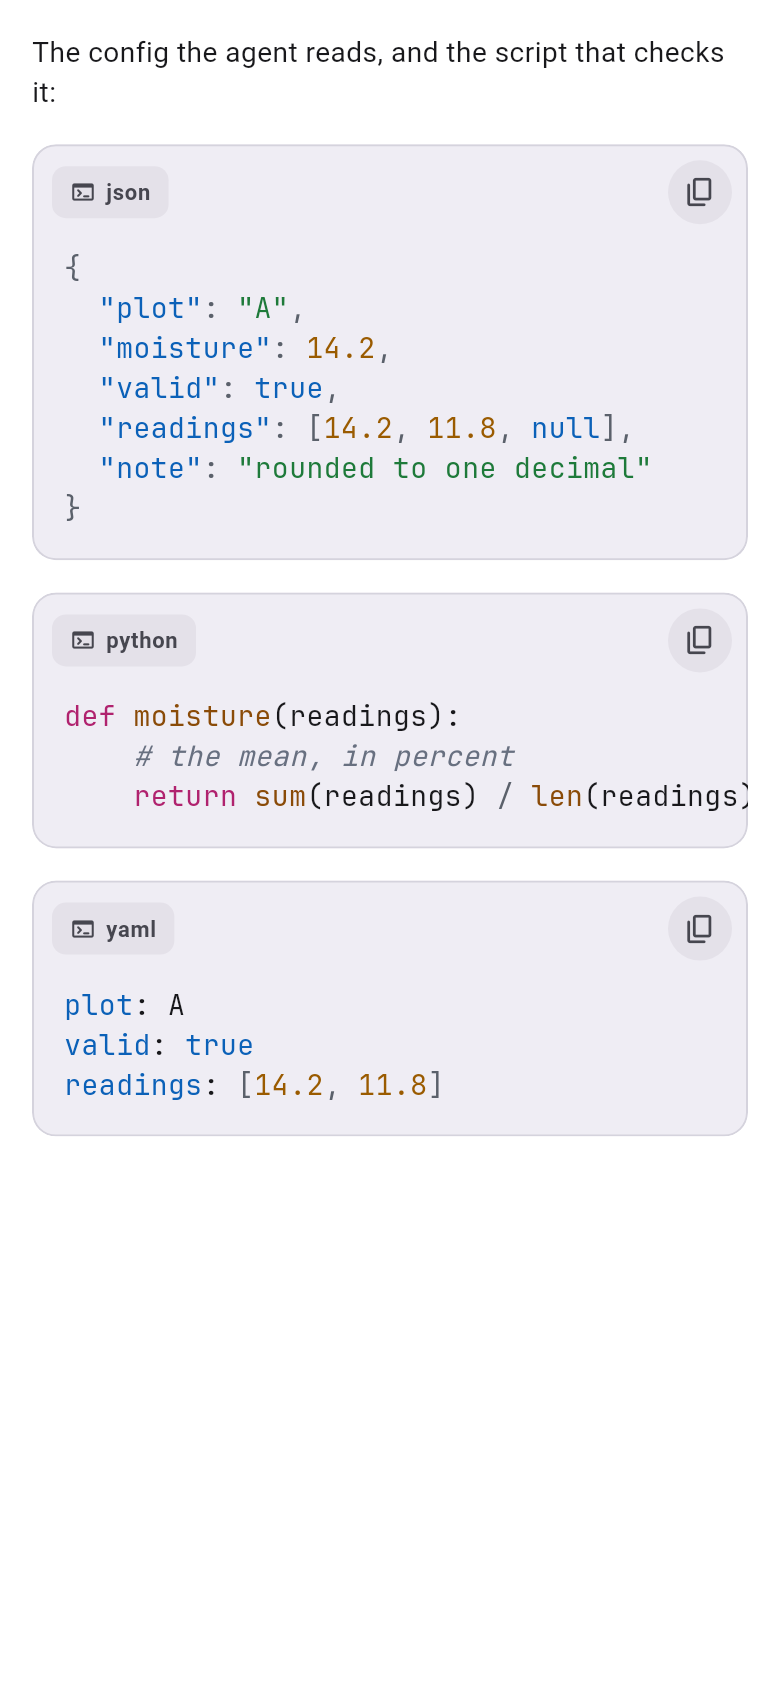 The config the agent reads, and the script that checks
it:
json
{
  "plot": "A",
  "moisture": 14.2,
  "valid": true,
  "readings": [14.2, 11.8, null],
  "note": "rounded to one decimal"
}
python
def moisture(readings):
    # the mean, in percent
    return sum(readings) / len(readings)
yaml
plot: A
valid: true
readings: [14.2, 11.8]